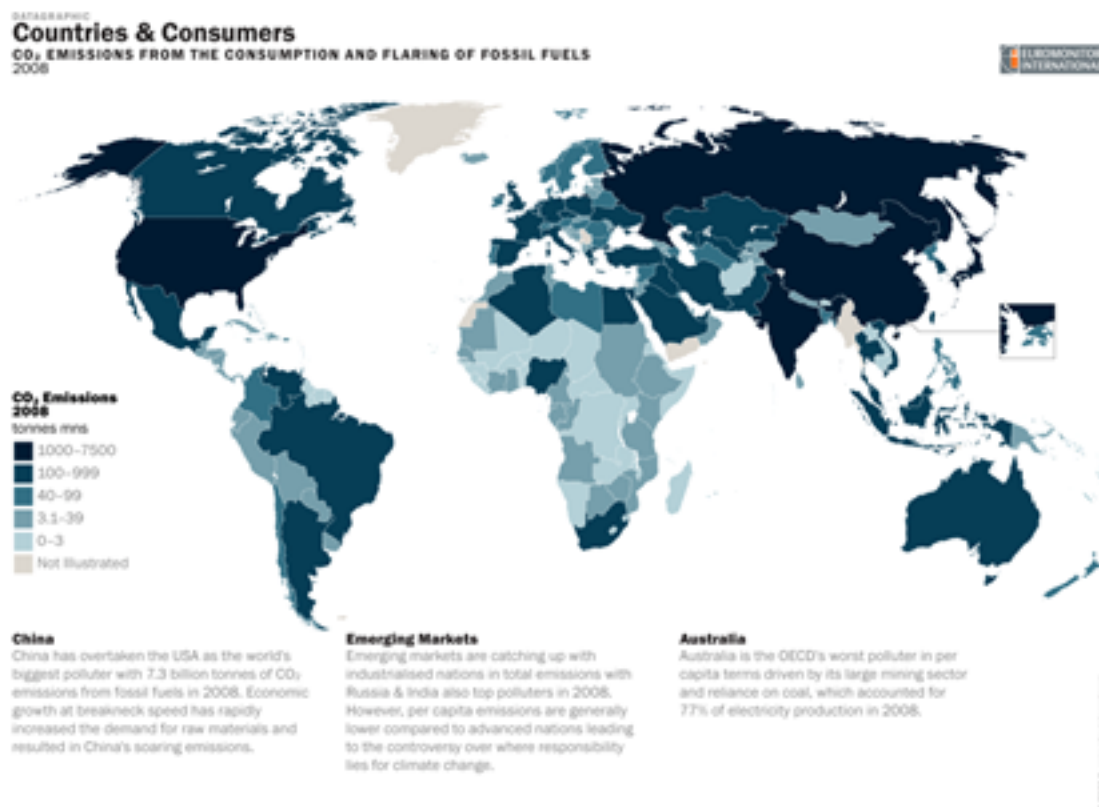 DATAGRAPHIC
Countries & Consumers
CO₂ EMISSIONS FROM THE CONSUMPTION AND FLARING OF FOSSIL FUELS
2008
EUROMONITOR
INTERNATIONAL
CO₂ Emissions
2008
tonnes mns
1000-7500
100-999
40-99
3.1-39
0-3
Not Illustrated
China
China has overtaken the USA as the world's
biggest polluter with 7.3 billion tonnes of CO₂
emissions from fossil fuels in 2008. Economic
growth at breakneck speed has rapidly
increased the demand for raw materials and
resulted in China's soaring emissions.
Emerging Markets
Emerging markets are catching up with
industrialised nations in total emissions with
Russia & India also top polluters in 2008.
However, per capita emissions are generally
lower compared to advanced nations leading
to the controversy over where responsibility
lies for climate change.
Australia
Australia is the OECD's worst polluter in per
capita terms driven by its large mining sector
and reliance on coal, which accounted for
77% of electricity production in 2008.